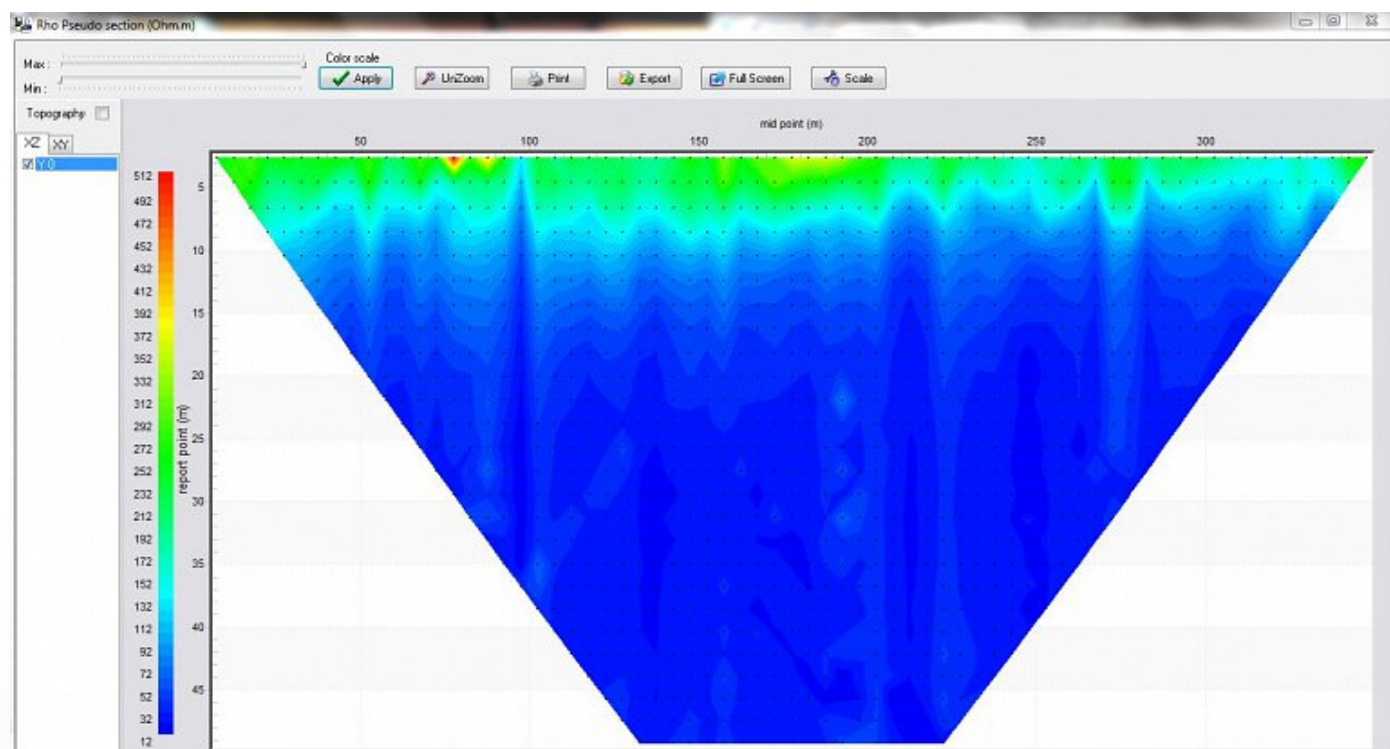 Rho Pseudo section (Ohm.m)
Max :
Min :
Color scale
Apply
UnZoom
Print
Export
Full Screen
Scale
Topography
XZ XY
Y 0
mid point (m)
50 100 150 200 250 300
report point (m)
5
10
15
20
25
30
35
40
45
512
492
472
452
432
412
392
372
352
332
312
292
272
252
232
212
192
172
152
132
112
92
72
52
32
12